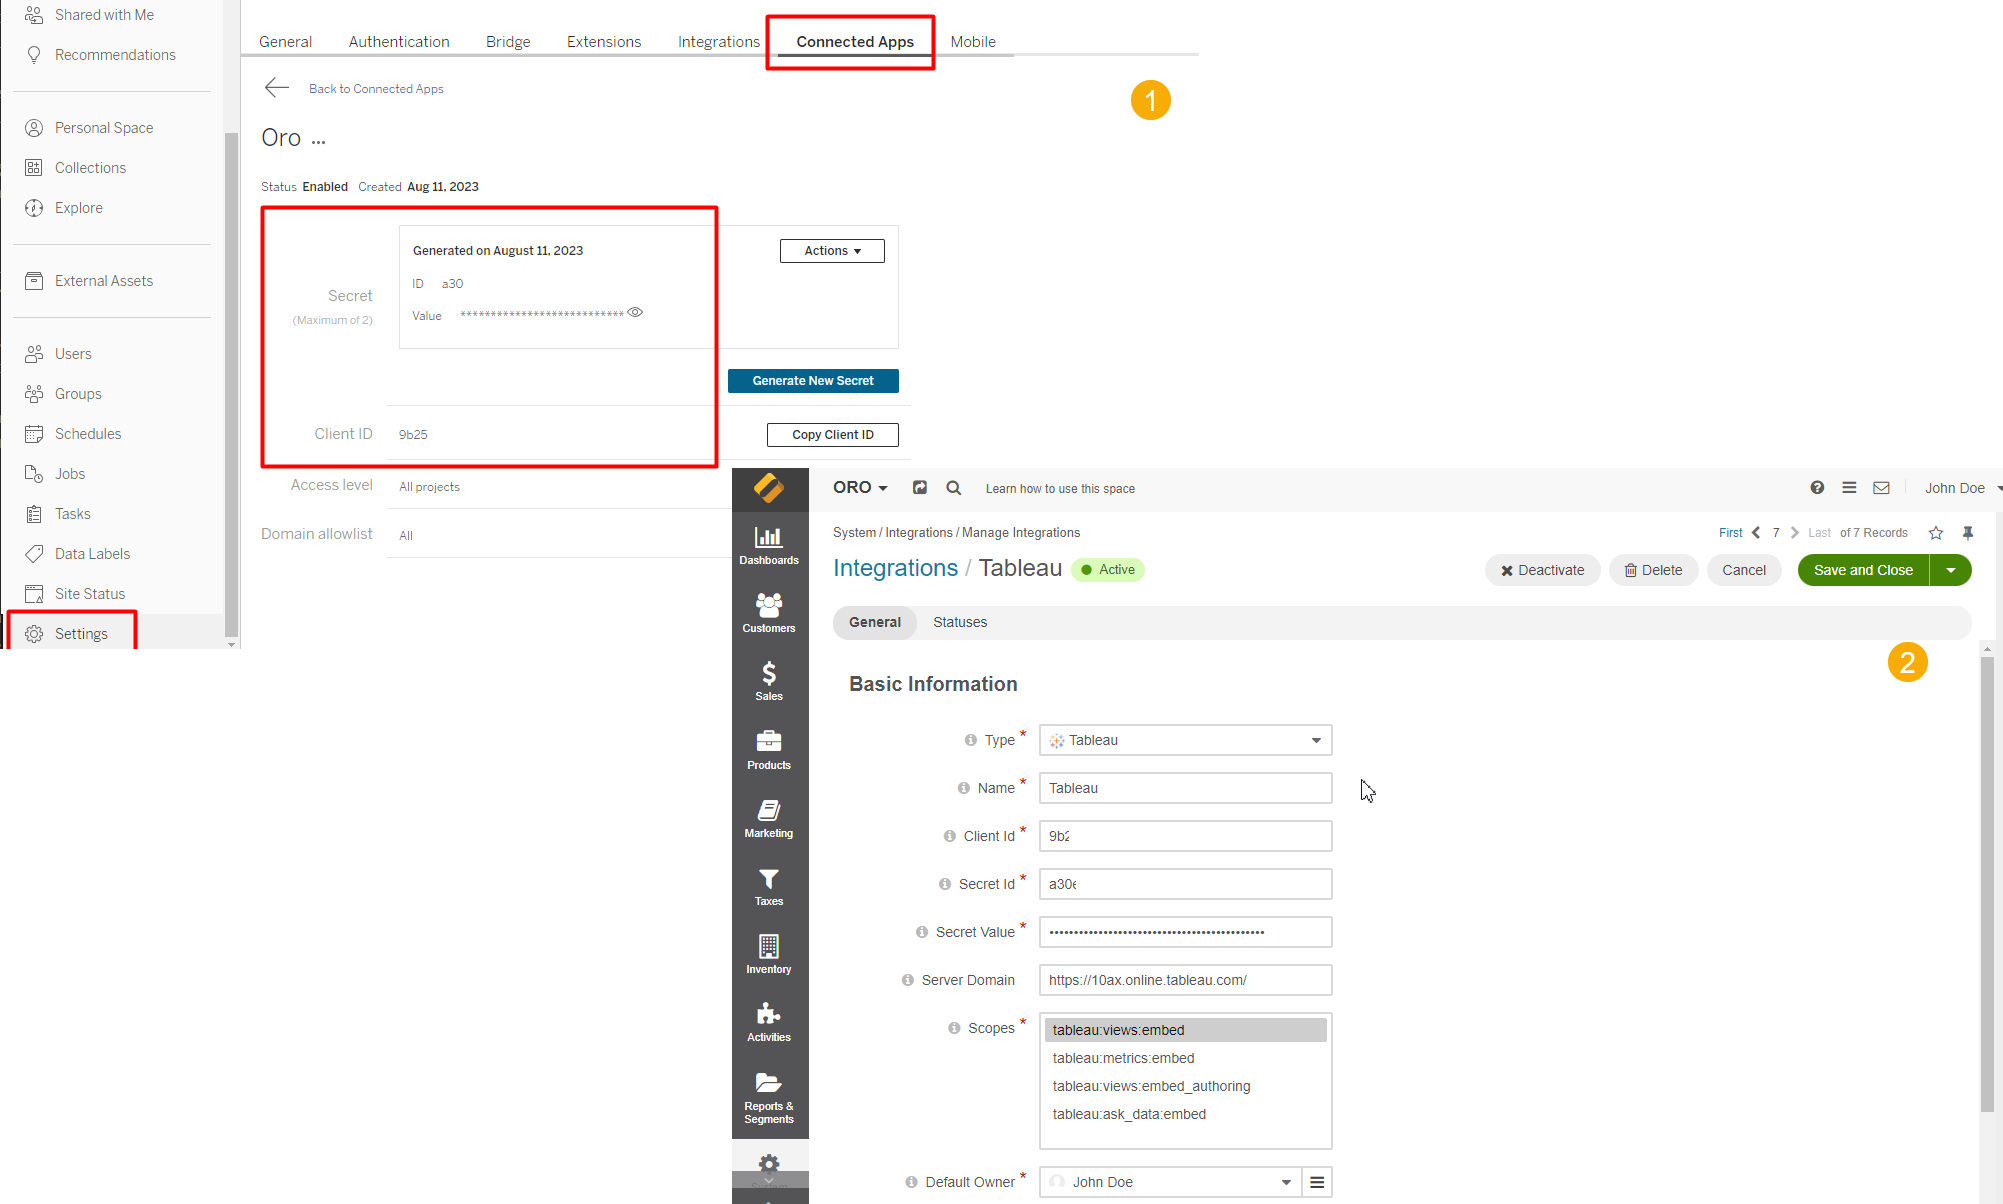 Shared with Me
Recommendations
Personal Space
Collections
Explore
External Assets
Users
Groups
Schedules
Jobs
Tasks
Data Labels
Site Status
Settings
General Authentication Bridge Extensions Integrations Connected Apps Mobile
Back to Connected Apps
1
Oro ...
Status Enabled Created Aug 11, 2023
Secret
(Maximum of 2)
Generated on August 11, 2023
Actions
ID a30
Value ***************************
Generate New Secret
Client ID 9b25 Copy Client ID
Access level All projects
Domain allowlist All
ORO Learn how to use this space John Doe
Dashboards
Customers
Sales
Products
Marketing
Taxes
Inventory
Activities
Reports &
Segments
System / Integrations / Manage Integrations
First 7 Last of 7 Records
Integrations / Tableau Active
Deactivate Delete Cancel Save and Close
General Statuses
2
Basic Information
Type * Tableau
Name * Tableau
Client Id * 9b2
Secret Id * a30e
Secret Value * ••••••••••••••••••••••••••••••••••••••••••••
Server Domain https://10ax.online.tableau.com/
Scopes * tableau:views:embed
tableau:metrics:embed
tableau:views:embed_authoring
tableau:ask_data:embed
Default Owner * John Doe